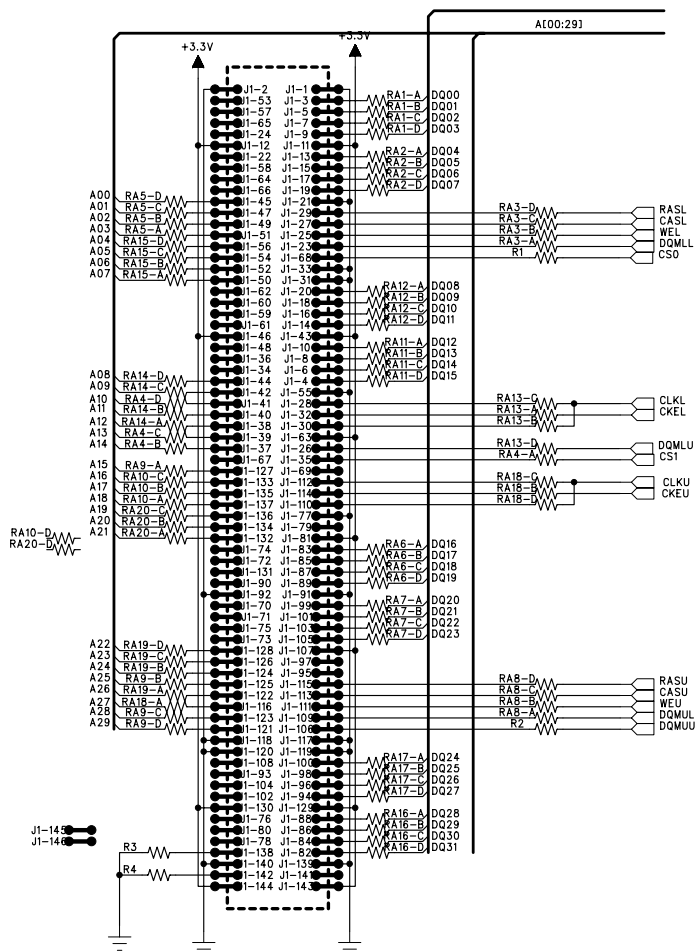 A[00:29]
+3.3V +3.3V
J1-2 J1-1
J1-53 J1-3 RA1-A DQ00
J1-57 J1-5 RA1-B DQ01
J1-65 J1-7 RA1-C DQ02
J1-24 J1-9 RA1-D DQ03
J1-12 J1-11
J1-22 J1-13 RA2-A DQ04
J1-58 J1-15 RA2-B DQ05
J1-64 J1-17 RA2-C DQ06
J1-66 J1-19 RA2-D DQ07
A00 RA5-D J1-45 J1-21
A01 RA5-C J1-47 J1-29 RA3-D RASL
A02 RA5-B J1-49 J1-27 RA3-C CASL
A03 RA5-A J1-51 J1-25 RA3-B WEL
A04 RA15-D J1-56 J1-23 RA3-A DQMLL
A05 RA15-C J1-54 J1-68 R1 CS0
A06 RA15-B J1-52 J1-33
A07 RA15-A J1-50 J1-31
J1-62 J1-20 RA12-A DQ08
J1-60 J1-18 RA12-B DQ09
J1-59 J1-16 RA12-C DQ10
J1-61 J1-14 RA12-D DQ11
J1-46 J1-43
J1-48 J1-10 RA11-A DQ12
J1-36 J1-8 RA11-B DQ13
J1-34 J1-6 RA11-C DQ14
A08 RA14-D J1-44 J1-4 RA11-D DQ15
A09 RA14-C J1-42 J1-55
A10 RA4-D J1-41 J1-28 RA13-C CLKL
A11 RA14-B J1-40 J1-32 RA13-A CKEL
A12 RA14-A J1-38 J1-30 RA13-B
A13 RA4-C J1-39 J1-63
A14 RA4-B J1-37 J1-26 RA13-D DQMLU
J1-67 J1-35 RA4-A CS1
A15 RA9-A J1-127 J1-69
A16 RA10-C J1-133 J1-112 RA18-C CLKU
A17 RA10-B J1-135 J1-114 RA18-B CKEU
A18 RA10-A J1-137 J1-110 RA18-D
A19 RA20-C J1-136 J1-77
A20 RA20-B J1-134 J1-79
A21 RA20-A J1-132 J1-81
RA10-D
RA20-D
J1-74 J1-83 RA6-A DQ16
J1-72 J1-85 RA6-B DQ17
J1-131 J1-87 RA6-C DQ18
J1-90 J1-89 RA6-D DQ19
J1-92 J1-91
J1-70 J1-99 RA7-A DQ20
J1-71 J1-101 RA7-B DQ21
J1-75 J1-103 RA7-C DQ22
J1-73 J1-105 RA7-D DQ23
A22 RA19-D J1-128 J1-107
A23 RA19-C J1-126 J1-97
A24 RA19-B J1-124 J1-95
A25 RA9-B J1-125 J1-115 RA8-D RASU
A26 RA19-A J1-122 J1-113 RA8-C CASU
A27 RA18-A J1-116 J1-111 RA8-B WEU
A28 RA9-C J1-123 J1-109 RA8-A DQMUL
A29 RA9-D J1-121 J1-106 R2 DQMUU
J1-118 J1-117
J1-120 J1-119
J1-108 J1-100 RA17-A DQ24
J1-93 J1-98 RA17-B DQ25
J1-104 J1-96 RA17-C DQ26
J1-102 J1-94 RA17-D DQ27
J1-130 J1-129
J1-76 J1-88 RA16-A DQ28
J1-145 J1-80 J1-86 RA16-B DQ29
J1-146 J1-78 J1-84 RA16-C DQ30
R3 J1-138 J1-82 RA16-D DQ31
J1-140 J1-139
R4 J1-142 J1-141
J1-144 J1-143